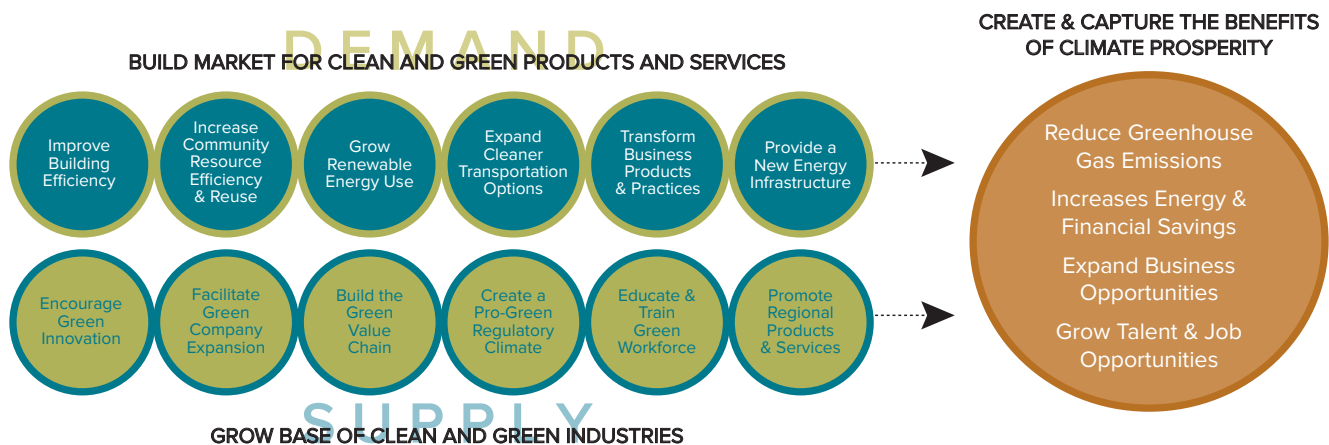 DEMAND
BUILD MARKET FOR CLEAN AND GREEN PRODUCTS AND SERVICES
Improve
Building
Efficiency
Increase
Community
Resource
Efficiency
& Reuse
Grow
Renewable
Energy Use
Expand
Cleaner
Transportation
Options
Transform
Business
Products
& Practices
Provide a
New Energy
Infrastructure
Encourage
Green
Innovation
Facilitate
Green
Company
Expansion
Build the
Green
Value
Chain
Create a
Pro-Green
Regulatory
Climate
Educate &
Train
Green
Workforce
Promote
Regional
Products
& Services
SUPPLY
GROW BASE OF CLEAN AND GREEN INDUSTRIES
CREATE & CAPTURE THE BENEFITS
OF CLIMATE PROSPERITY
Reduce Greenhouse
Gas Emissions
Increases Energy &
Financial Savings
Expand Business
Opportunities
Grow Talent & Job
Opportunities